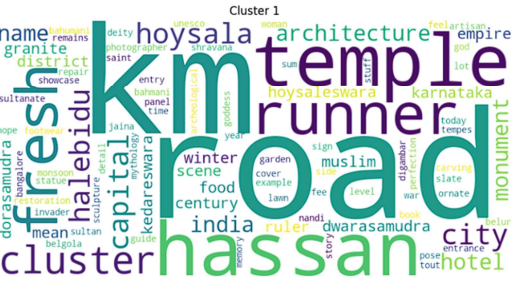 Cluster 1
bahumani
deity
unesco
woman
feel
artisan
name
remains
hoysala
photographer
shravana
architecture
god
empire
granite
repair
saint
temple
lot
district
km
sum
stuff
showcase
entry
archeological
hoysaleswara
karnataka
sultanate
bahmani
panel
time
goddess
runner
today
tempes
fresh
footwear
halebidu
jaina
mythology
year
road
monument
hope
dorasamudra
bangalore
monsoon
statue
sculpture
detail
capital
kedareswara
winter
garden
sign
muslim
digambar
perfection
carving
scene
cover
example
side
war
slate
restoration
food
lawn
fee
level
ornate
invader
century
nandi
book
belur
mean
sultan
india
ruler
dwarasamudra
city
belgola
guide
hassan
memory
story
pose
tout
hotel
cluster